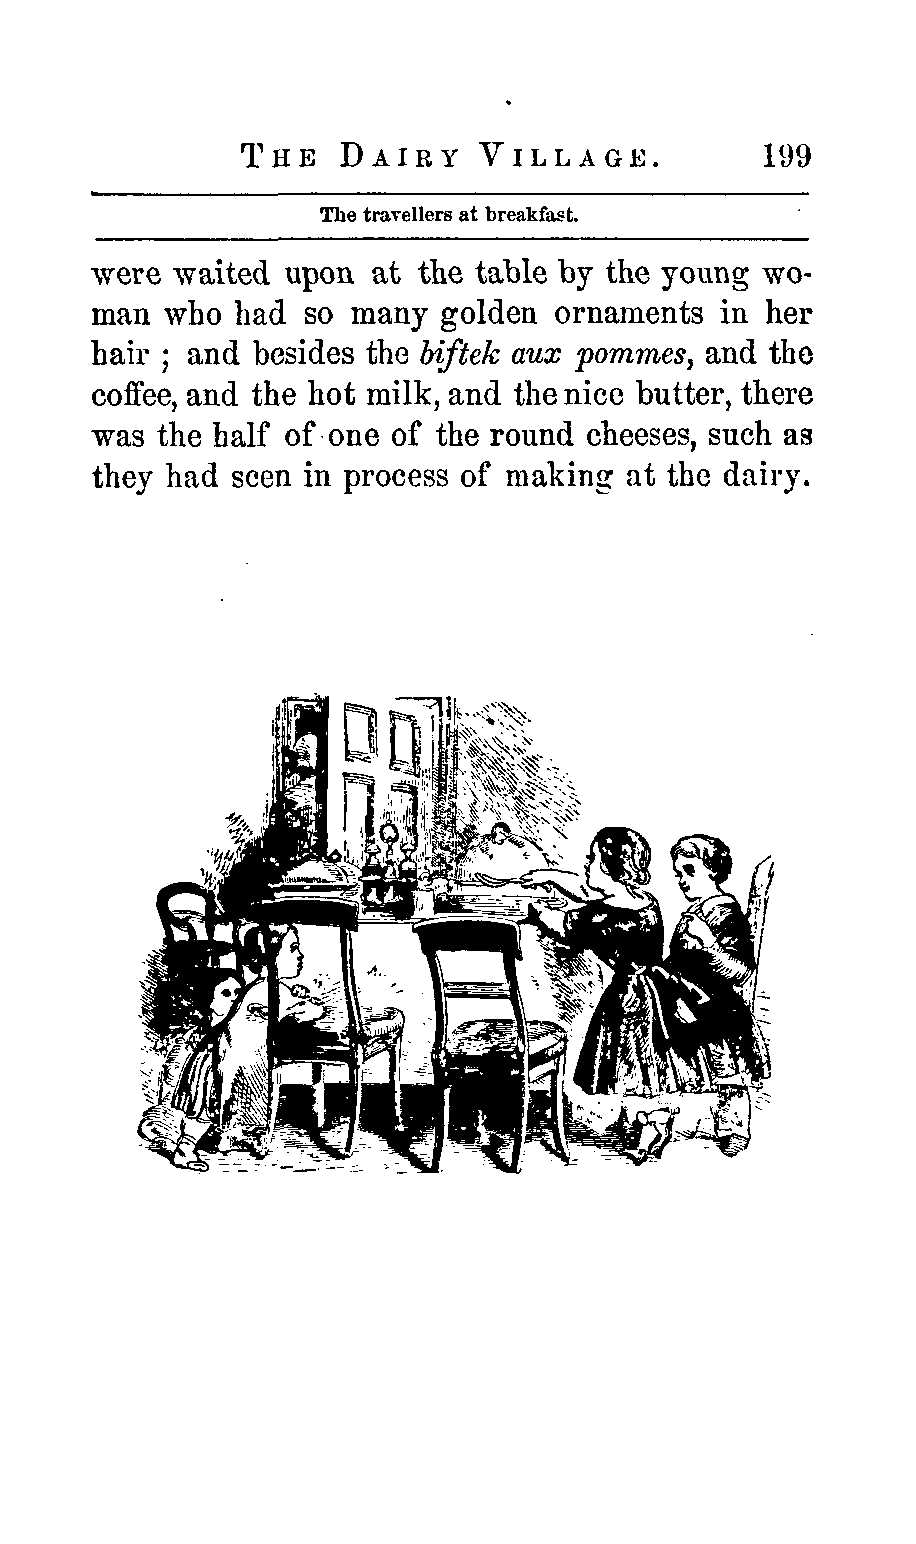 THE DAIRY VILLAGE. 199
The travellers at breakfast.
were waited upon at the table by the young wo-
man who had so many golden ornaments in her
hair ; and besides the biftek aux pommes, and the
coffee, and the hot milk, and the nice butter, there
was the half of one of the round cheeses, such as
they had seen in process of making at the dairy.